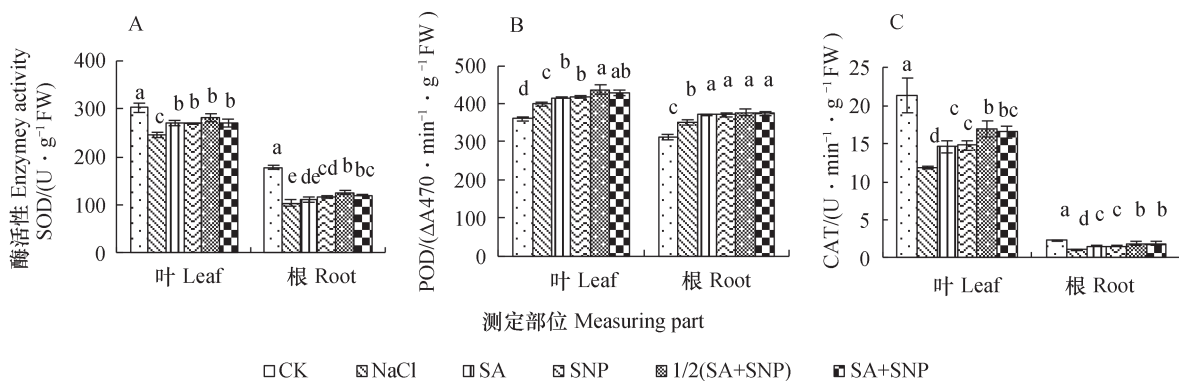 A
酶活性 Enzymey activity
SOD/(U·g⁻¹FW)
400
300
200
100
0
a
c
b
b
b
b
a
e
de
cd
b
bc
叶 Leaf
根 Root
B
POD/(ΔA470·min⁻¹·g⁻¹FW)
500
400
300
200
100
0
d
c
b
b
a
ab
c
b
a
a
a
a
叶 Leaf
根 Root
C
CAT/(U·min⁻¹·g⁻¹FW)
25
20
15
10
5
0
a
d
c
c
b
bc
a
d
c
c
b
b
叶 Leaf
根 Root
测定部位 Measuring part
CK NaCl SA SNP 1/2(SA+SNP) SA+SNP